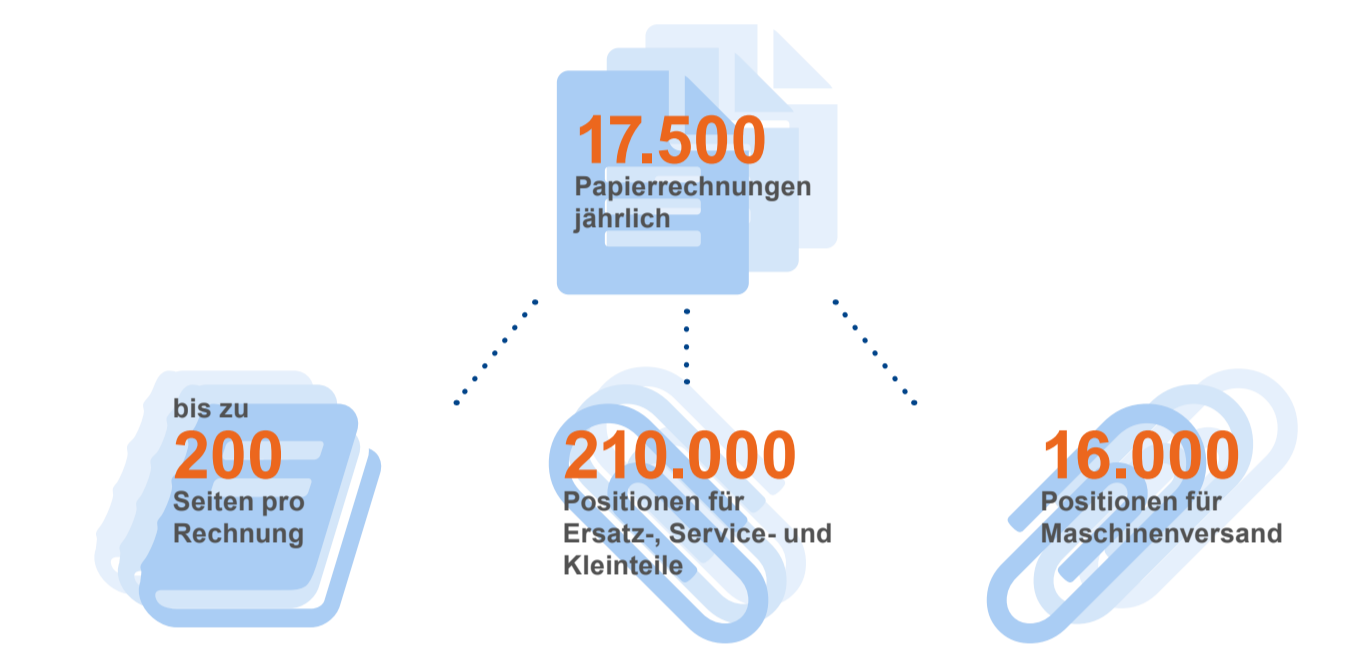 17.500
Papierrechnungen
jährlich
bis zu
200
Seiten pro
Rechnung
210.000
Positionen für
Ersatz-, Service- und
Kleinteile
16.000
Positionen für
Maschinenversand